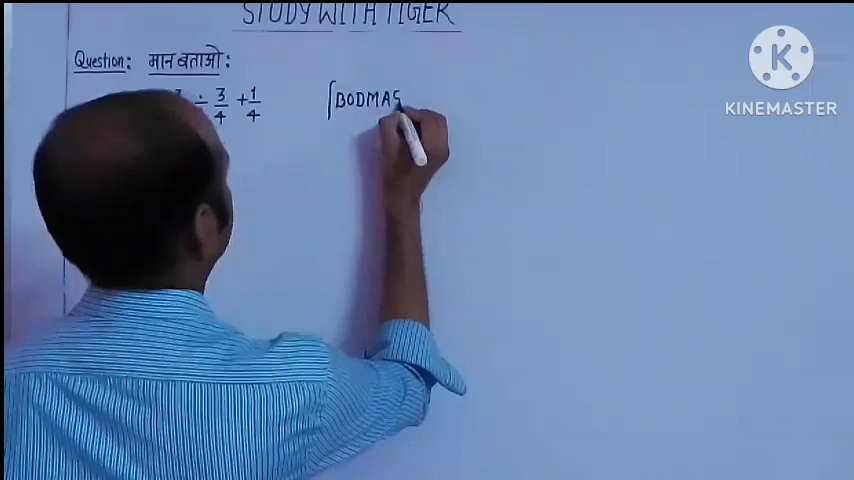 STUDY WITH TIGER
Question: मान बताओ:
÷ 3/4 + 1/4
[BODMAS
KINEMASTER